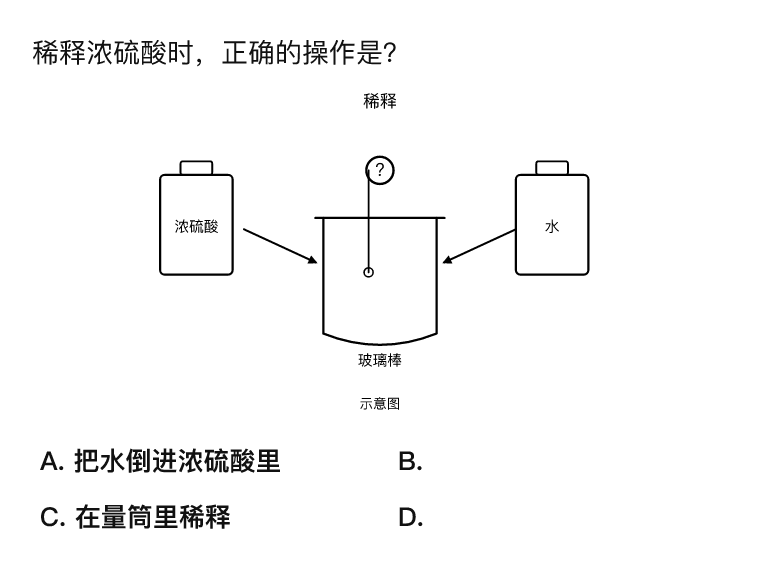 稀释浓硫酸时，正确的操作是？
稀释
?
浓硫酸
水
玻璃棒
示意图
A. 把水倒进浓硫酸里
B.
C. 在量筒里稀释
D.